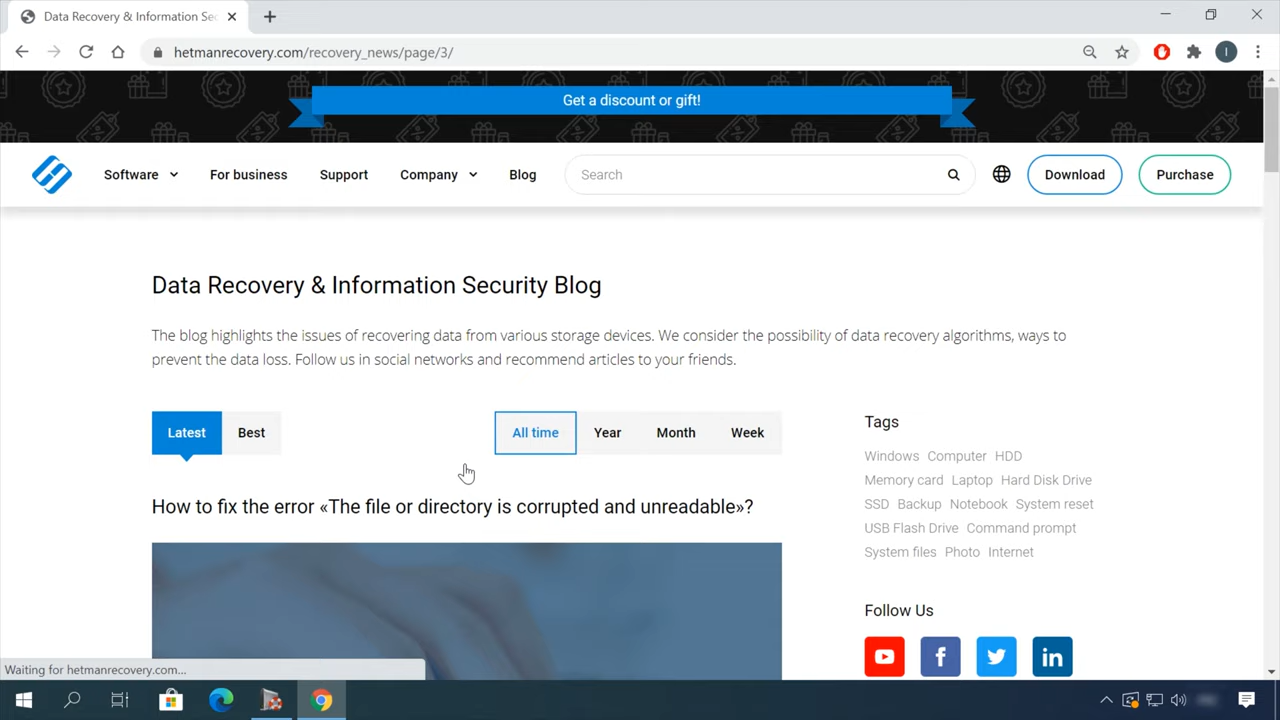 Data Recovery & Information Sec
hetmanrecovery.com/recovery_news/page/3/
I
Get a discount or gift!
Software
For business
Support
Company
Blog
Search
Download
Purchase
Data Recovery & Information Security Blog
The blog highlights the issues of recovering data from various storage devices. We consider the possibility of data recovery algorithms, ways to
prevent the data loss. Follow us in social networks and recommend articles to your friends.
Latest
Best
All time
Year
Month
Week
How to fix the error «The file or directory is corrupted and unreadable»?
Tags
Windows Computer HDD
Memory card Laptop Hard Disk Drive
SSD Backup Notebook System reset
USB Flash Drive Command prompt
System files Photo Internet
Follow Us
Waiting for hetmanrecovery.com...